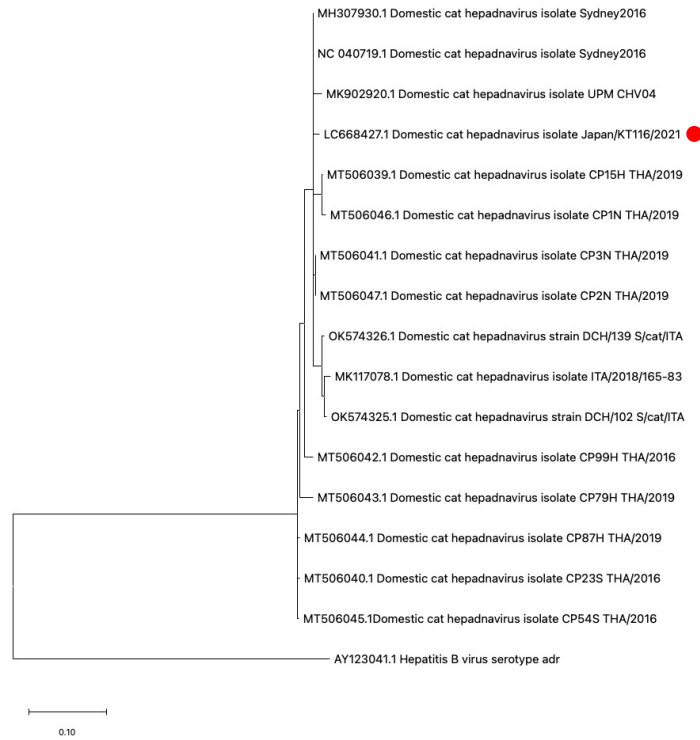 MH307930.1 Domestic cat hepadnavirus isolate Sydney2016
NC 040719.1 Domestic cat hepadnavirus isolate Sydney2016
MK902920.1 Domestic cat hepadnavirus isolate UPM CHV04
LC668427.1 Domestic cat hepadnavirus isolate Japan/KT116/2021
MT506039.1 Domestic cat hepadnavirus isolate CP15H THA/2019
MT506046.1 Domestic cat hepadnavirus isolate CP1N THA/2019
MT506041.1 Domestic cat hepadnavirus isolate CP3N THA/2019
MT506047.1 Domestic cat hepadnavirus isolate CP2N THA/2019
OK574326.1 Domestic cat hepadnavirus strain DCH/139 S/cat/ITA
MK117078.1 Domestic cat hepadnavirus isolate ITA/2018/165-83
OK574325.1 Domestic cat hepadnavirus strain DCH/102 S/cat/ITA
MT506042.1 Domestic cat hepadnavirus isolate CP99H THA/2016
MT506043.1 Domestic cat hepadnavirus isolate CP79H THA/2019
MT506044.1 Domestic cat hepadnavirus isolate CP87H THA/2019
MT506040.1 Domestic cat hepadnavirus isolate CP23S THA/2016
MT506045.1Domestic cat hepadnavirus isolate CP54S THA/2016
AY123041.1 Hepatitis B virus serotype adr
0.10